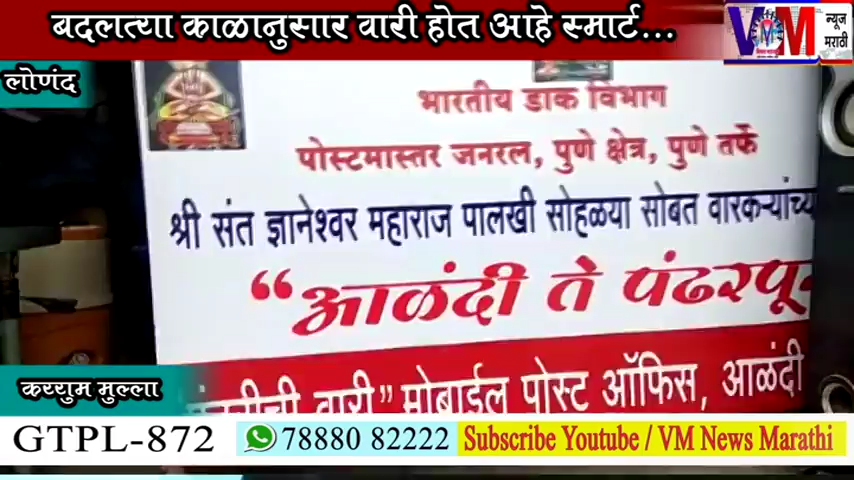 बदलत्या काळानुसार वारी होत आहे स्मार्ट...
VM न्यूज मराठी
लोणंद
भारतीय डाक विभाग
पोस्टमास्तर जनरल, पुणे क्षेत्र, पुणे तर्फे
श्री संत ज्ञानेश्वर महाराज पालखी सोहळ्या सोबत वारकऱ्यांच्या
“आळंदी ते पंढरपूर
वारी” मोबाईल पोस्ट ऑफिस, आळंदी
कय्युम मुल्ला
GTPL-872
78880 82222
Subscribe Youtube / VM News Marathi